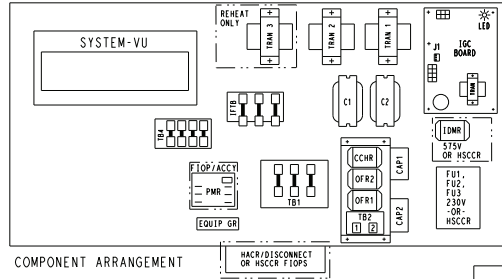 REHEAT
ONLY
TRAN 3
TRAN 2
TRAN 1
LED
J1
IGC
BOARD
TRAN
SYSTEM-VU
IFTB
C1
C2
TB4
IDMR
575V
OR HSCCR
FIOP/ACCY
PMR
TB1
CCHR
OFR2
OFR1
TB2
1 2
CAP1
CAP2
FU1,
FU2,
FU3
230V
-OR-
HSCCR
EQUIP GR
HACR/DISCONNECT
OR HSCCR FIOPS
COMPONENT ARRANGEMENT